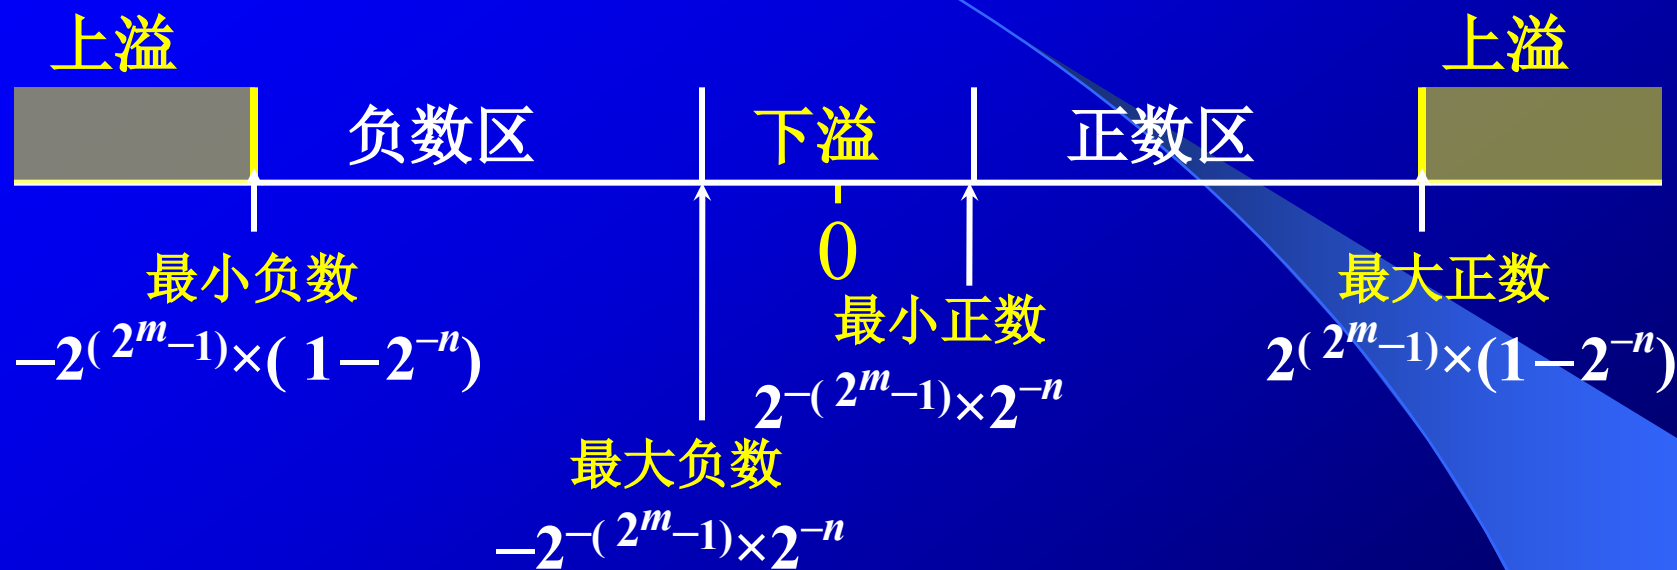 上溢 上溢
负数区 下溢 正数区
0
最小负数 最大正数
−2^(2^m−1)×(1−2^−n) 2^(2^m−1)×(1−2^−n)
最小正数
2^−(2^m−1)×2^−n
最大负数
−2^−(2^m−1)×2^−n